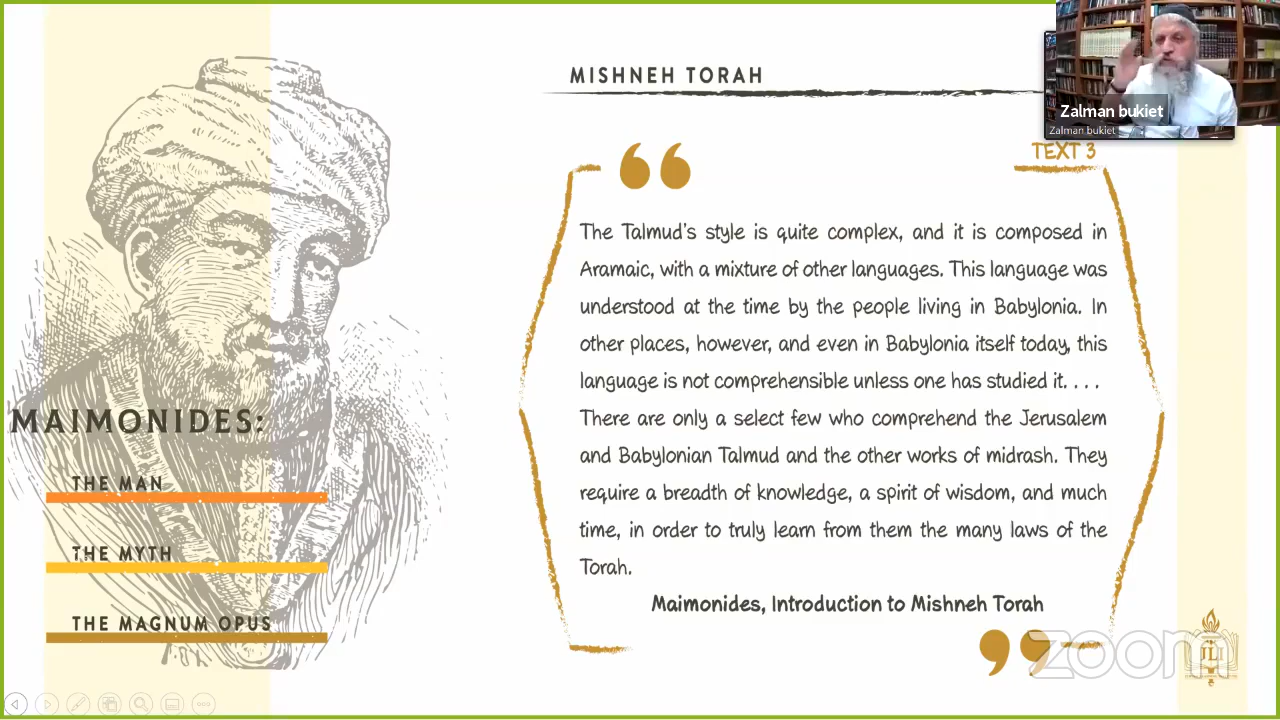 MISHNEH TORAH
Zalman bukiet
Zalman bukiet
TEXT 3
The Talmud's style is quite complex, and it is composed in
Aramaic, with a mixture of other languages. This language was
understood at the time by the people living in Babylonia. In
other places, however, and even in Babylonia itself today, this
language is not comprehensible unless one has studied it. . . .
There are only a select few who comprehend the Jerusalem
and Babylonian Talmud and the other works of midrash. They
require a breadth of knowledge, a spirit of wisdom, and much
time, in order to truly learn from them the many laws of the
Torah.
Maimonides, Introduction to Mishneh Torah
MAIMONIDES:
THE MAN
THE MYTH
THE MAGNUM OPUS
zoom
JLI